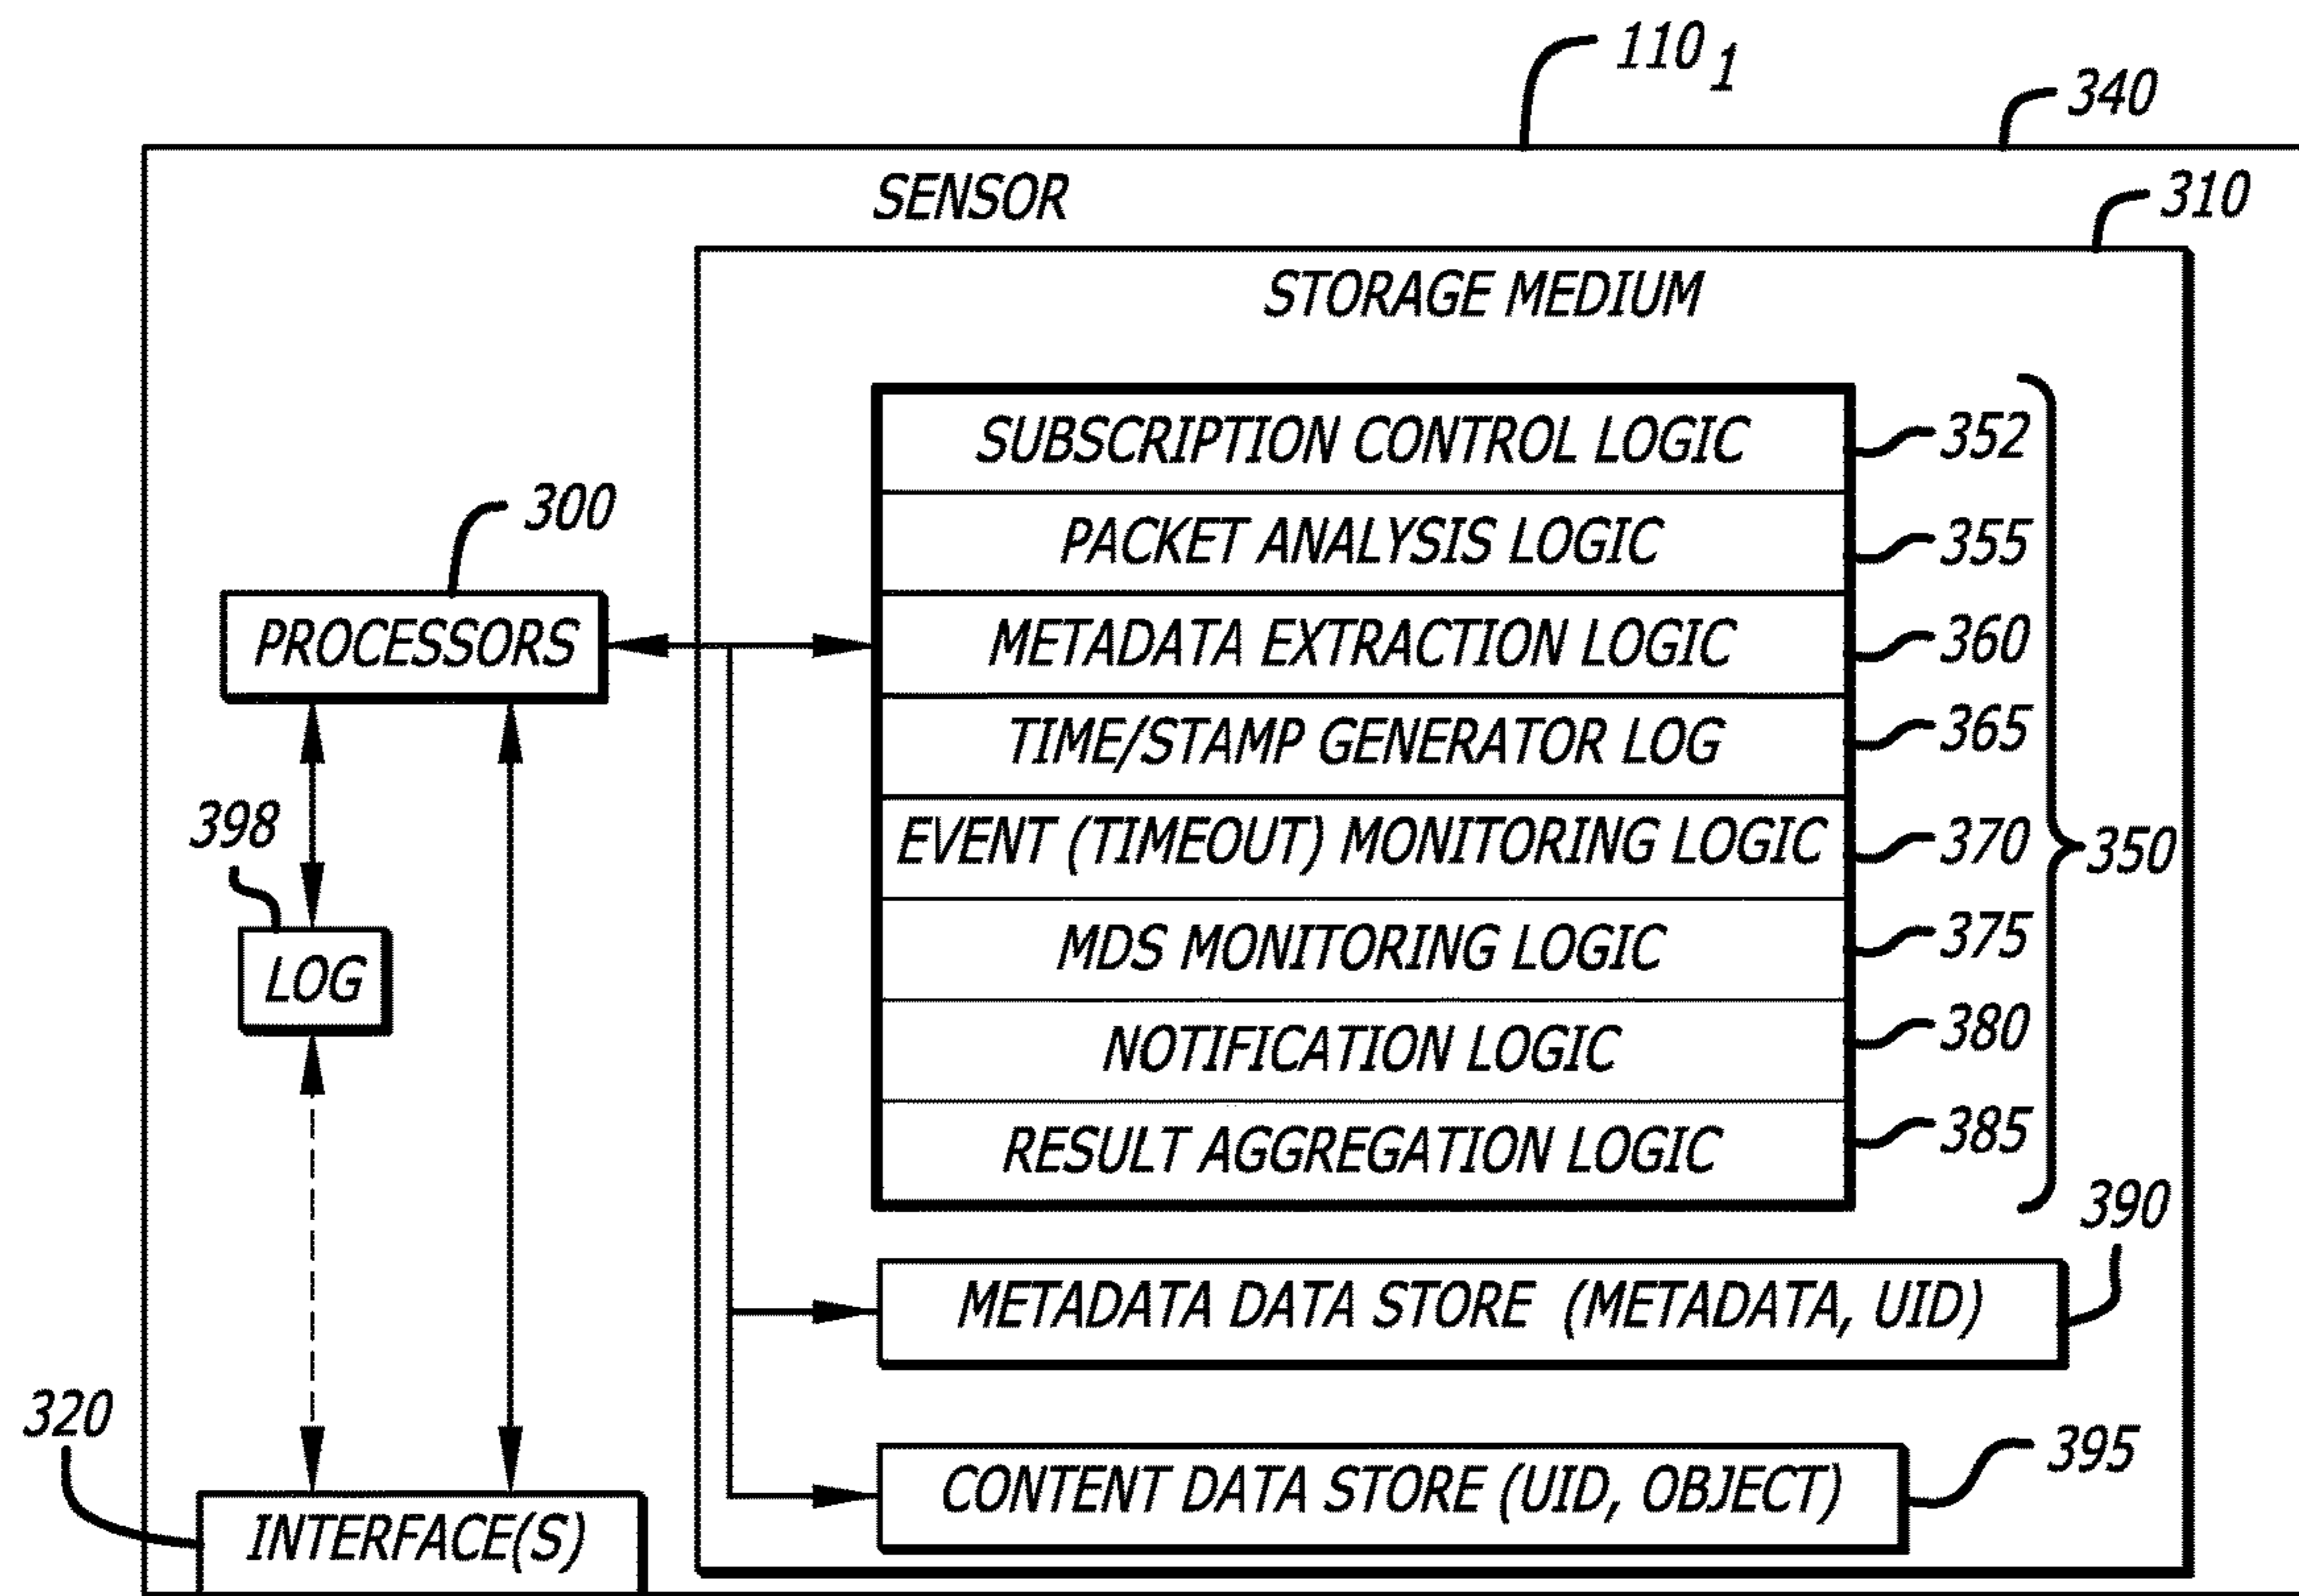 110 1
340
SENSOR
310
STORAGE MEDIUM
SUBSCRIPTION CONTROL LOGIC
352
300
PACKET ANALYSIS LOGIC
355
PROCESSORS
METADATA EXTRACTION LOGIC
360
TIME/STAMP GENERATOR LOG
365
398
EVENT (TIMEOUT) MONITORING LOGIC
370
350
LOG
MDS MONITORING LOGIC
375
NOTIFICATION LOGIC
380
RESULT AGGREGATION LOGIC
385
390
METADATA DATA STORE (METADATA, UID)
320
395
CONTENT DATA STORE (UID, OBJECT)
INTERFACE(S)